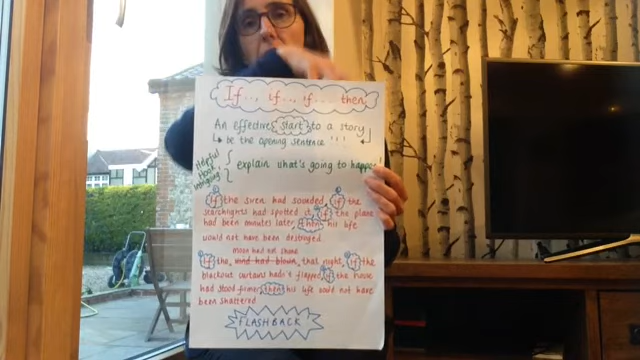 If.., if.., if... then,
An effective start to a story
be the opening sentence
Helpful
Hook
intriguing
explain what's going to happen
If the siren had sounded, if the
searchlights had spotted it, if the plane
had been minutes later, then his life
would not have been destroyed
moon had not shone
If the, wind had blown, that night, if the
blackout curtains hadn't flapped, if the house
had stood firmer, then his life would not have
been shattered
FLASHBACK